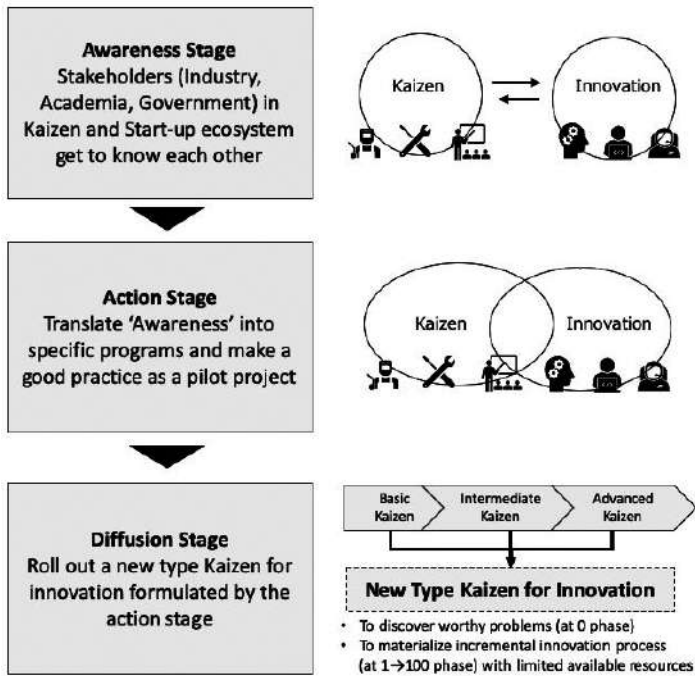 Awareness Stage
Stakeholders (Industry,
Academia, Government) in
Kaizen and Start-up ecosystem
get to know each other
Kaizen
Innovation
Action Stage
Translate ‘Awareness’ into
specific programs and make a
good practice as a pilot project
Kaizen
Innovation
Diffusion Stage
Roll out a new type Kaizen for
innovation formulated by the
action stage
Basic
Kaizen
Intermediate
Kaizen
Advanced
Kaizen
New Type Kaizen for Innovation
• To discover worthy problems (at 0 phase)
• To materialize incremental innovation process
(at 1→100 phase) with limited available resources